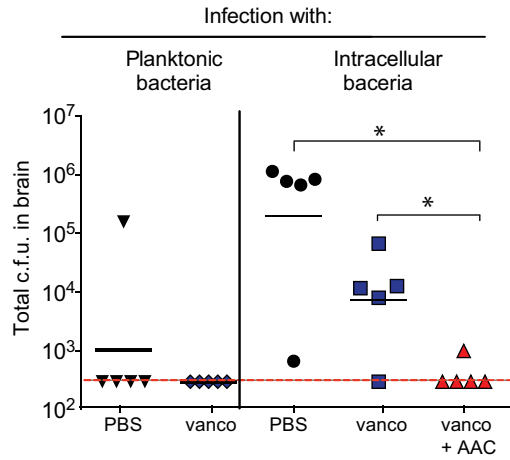 Infection with:
Planktonic
bacteria
Intracellular
baceria
Total c.f.u. in brain
10^7
10^6
10^5
10^4
10^3
10^2
*
*
PBS
vanco
PBS
vanco
vanco
+ AAC